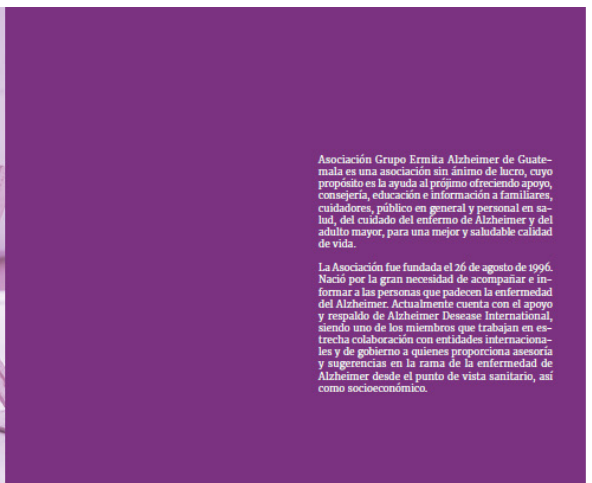 Asociación Grupo Ermita Alzheimer de Guate-
mala es una asociación sin ánimo de lucro, cuyo
propósito es la ayuda al prójimo ofreciendo apoyo,
consejería, educación e información a familiares,
cuidadores, público en general y personal en sa-
lud, del cuidado del enfermo de Alzheimer y del
adulto mayor, para una mejor y saludable calidad
de vida.
La Asociación fue fundada el 26 de agosto de 1996.
Nació por la gran necesidad de acompañar e in-
formar a las personas que padecen la enfermedad
del Alzheimer. Actualmente cuenta con el apoyo
y respaldo de Alzheimer Desease International,
siendo uno de los miembros que trabajan en es-
trecha colaboración con entidades internaciona-
les y de gobierno a quienes proporciona asesoría
y sugerencias en la rama de la enfermedad de
Alzheimer desde el punto de vista sanitario, así
como socioeconómico.